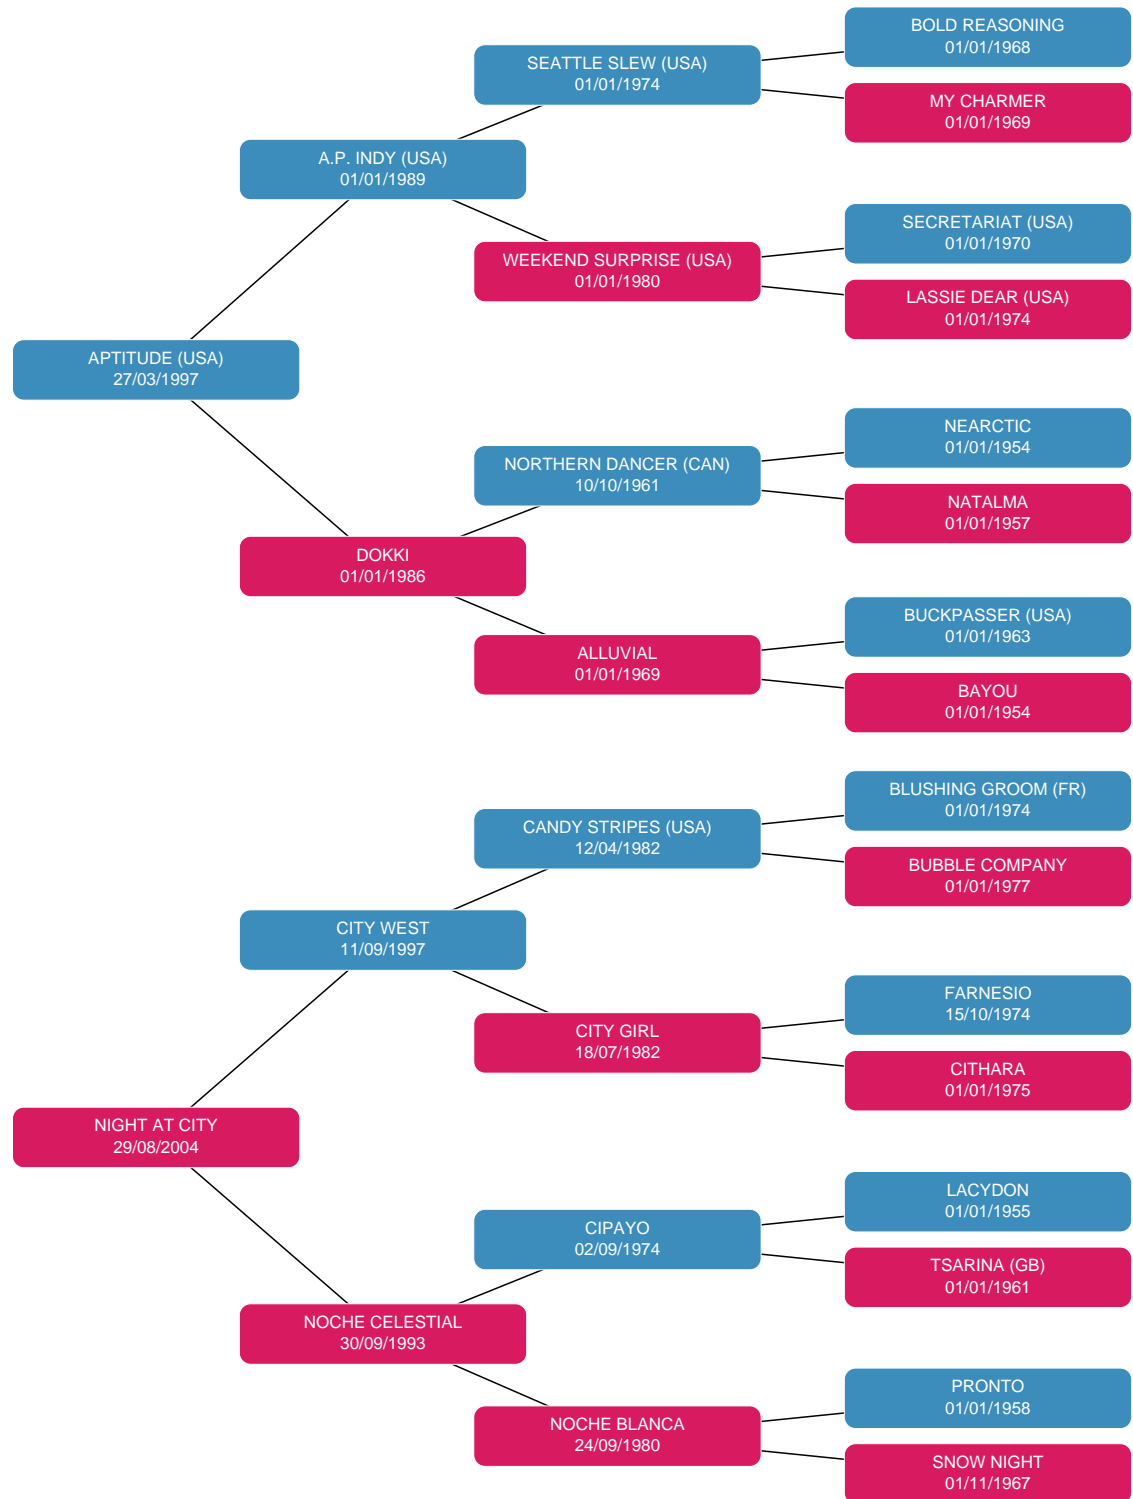 BOLD REASONING
01/01/1968
SEATTLE SLEW (USA)
01/01/1974
MY CHARMER
01/01/1969
A.P. INDY (USA)
01/01/1989
SECRETARIAT (USA)
01/01/1970
WEEKEND SURPRISE (USA)
01/01/1980
LASSIE DEAR (USA)
01/01/1974
APTITUDE (USA)
27/03/1997
NEARCTIC
01/01/1954
NORTHERN DANCER (CAN)
10/10/1961
NATALMA
01/01/1957
DOKKI
01/01/1986
BUCKPASSER (USA)
01/01/1963
ALLUVIAL
01/01/1969
BAYOU
01/01/1954
BLUSHING GROOM (FR)
01/01/1974
CANDY STRIPES (USA)
12/04/1982
BUBBLE COMPANY
01/01/1977
CITY WEST
11/09/1997
FARNESIO
15/10/1974
CITY GIRL
18/07/1982
CITHARA
01/01/1975
NIGHT AT CITY
29/08/2004
LACYDON
01/01/1955
CIPAYO
02/09/1974
TSARINA (GB)
01/01/1961
NOCHE CELESTIAL
30/09/1993
PRONTO
01/01/1958
NOCHE BLANCA
24/09/1980
SNOW NIGHT
01/11/1967